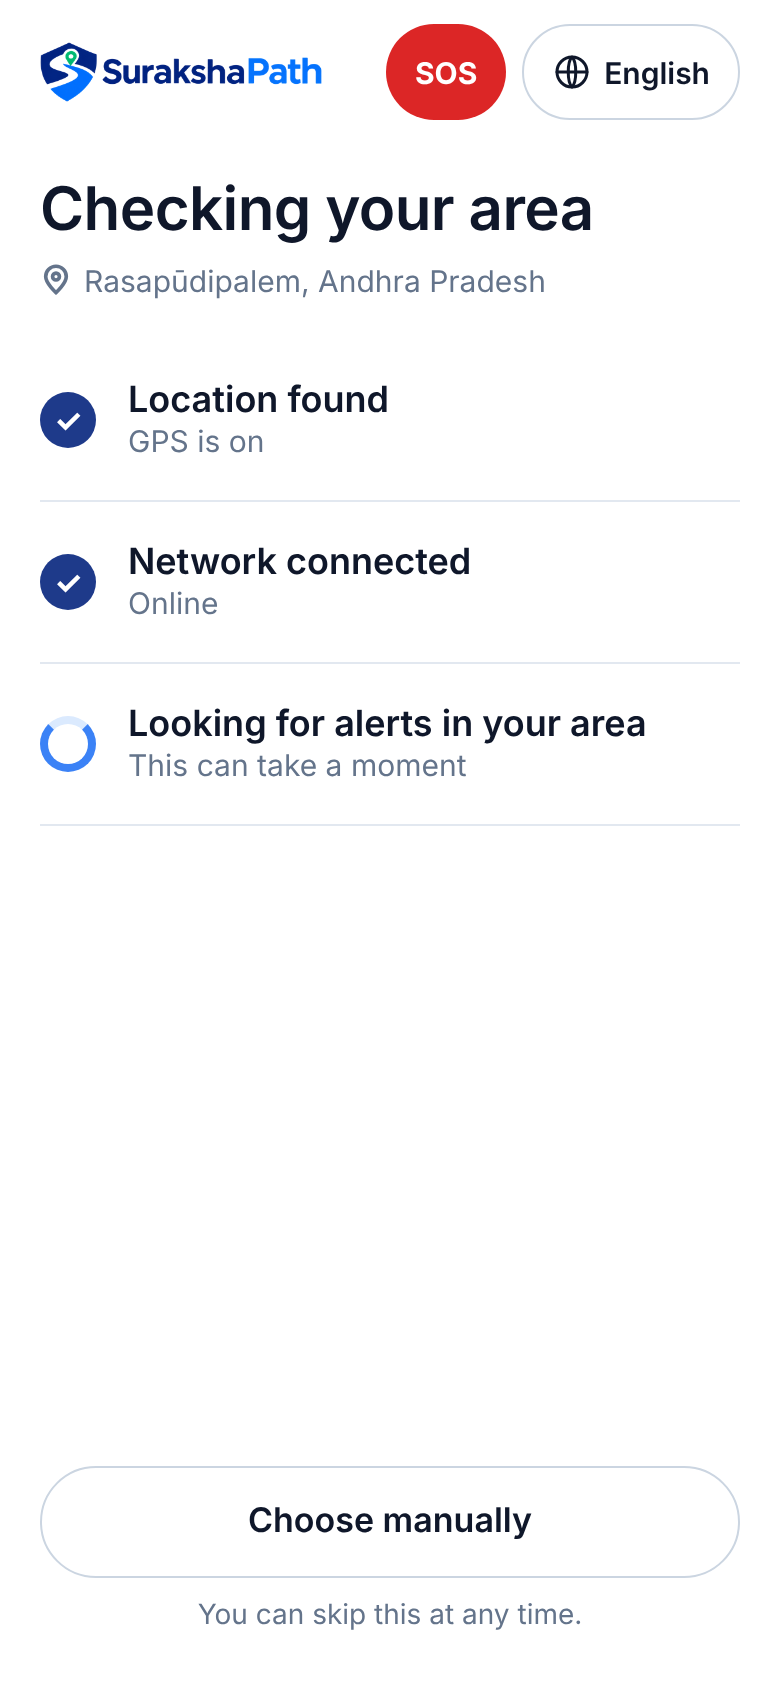 SurakshaPath
SOS
English
Checking your area
Rasapūdipalem, Andhra Pradesh
Location found
GPS is on
Network connected
Online
Looking for alerts in your area
This can take a moment
Choose manually
You can skip this at any time.